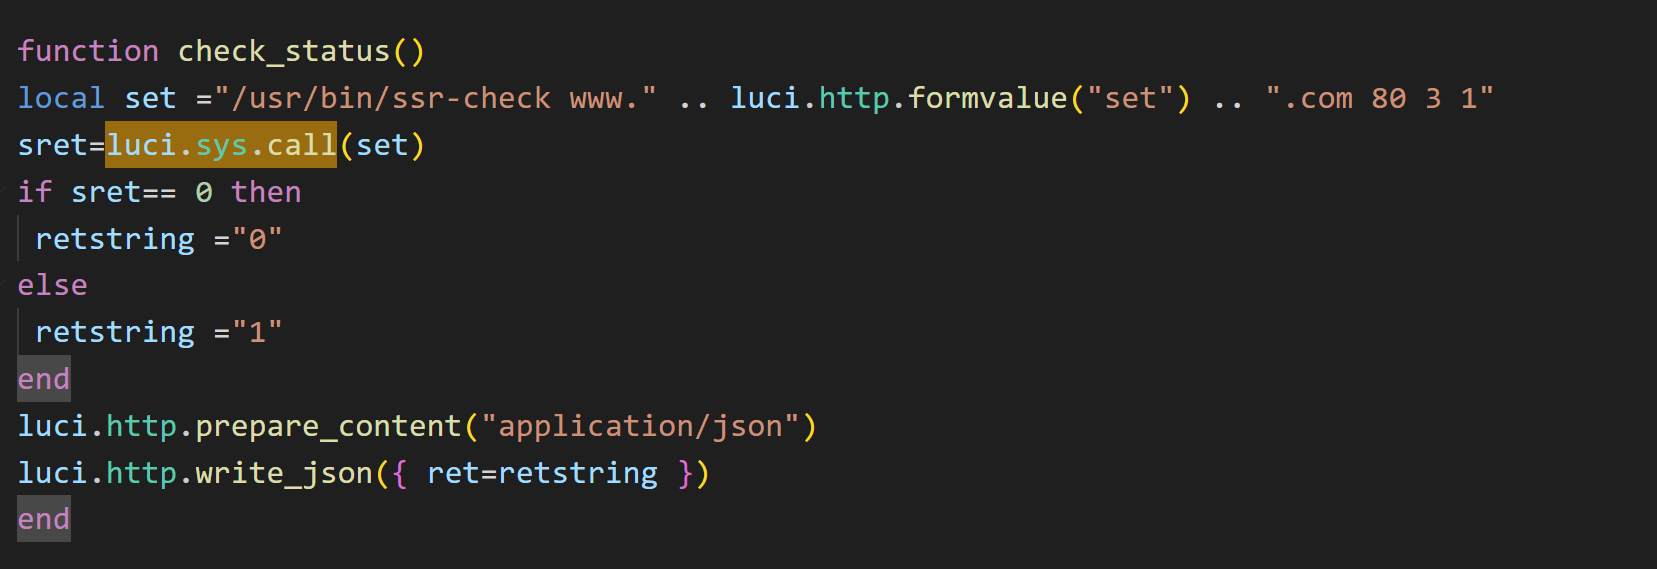 function check_status()
local set ="/usr/bin/ssr-check www." .. luci.http.formvalue("set") .. ".com 80 3 1"
sret=luci.sys.call(set)
if sret== 0 then
 retstring ="0"
else
 retstring ="1"
end
luci.http.prepare_content("application/json")
luci.http.write_json({ ret=retstring })
end